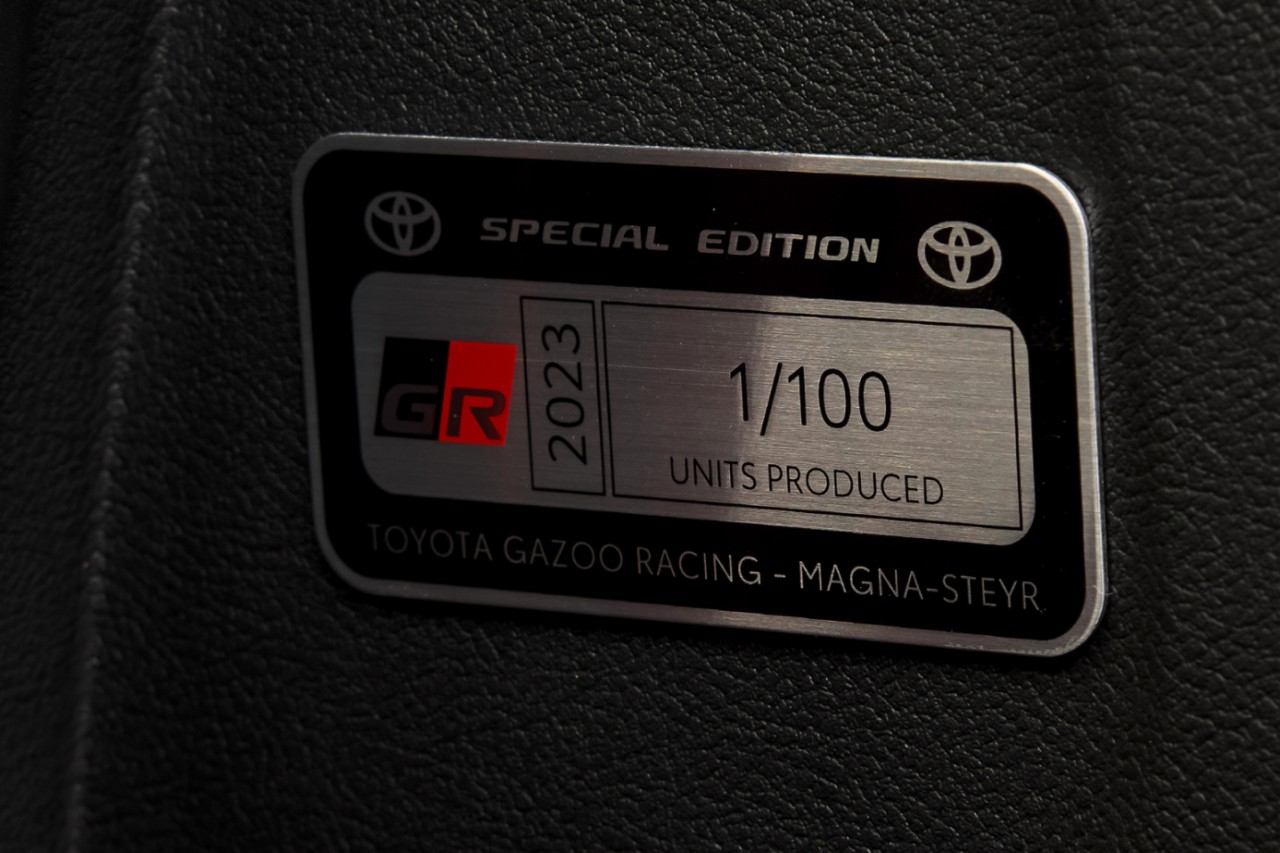 SPECIAL EDITION
GR
2023
1/100
UNITS PRODUCED
TOYOTA GAZOO RACING - MAGNA-STEYR